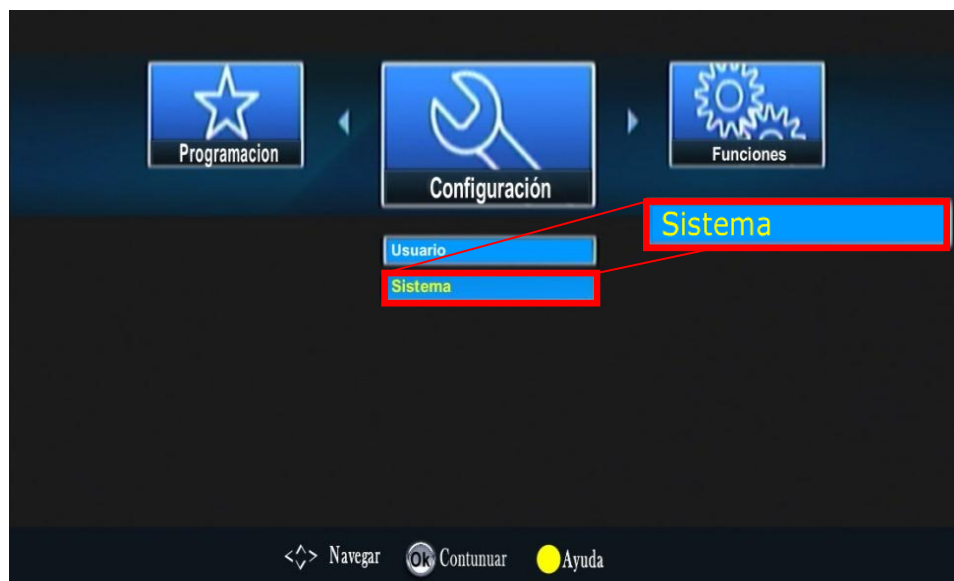 Programacion
Configuración
Funciones
Sistema
Usuario
Sistema
Navegar Ok Contunuar Ayuda